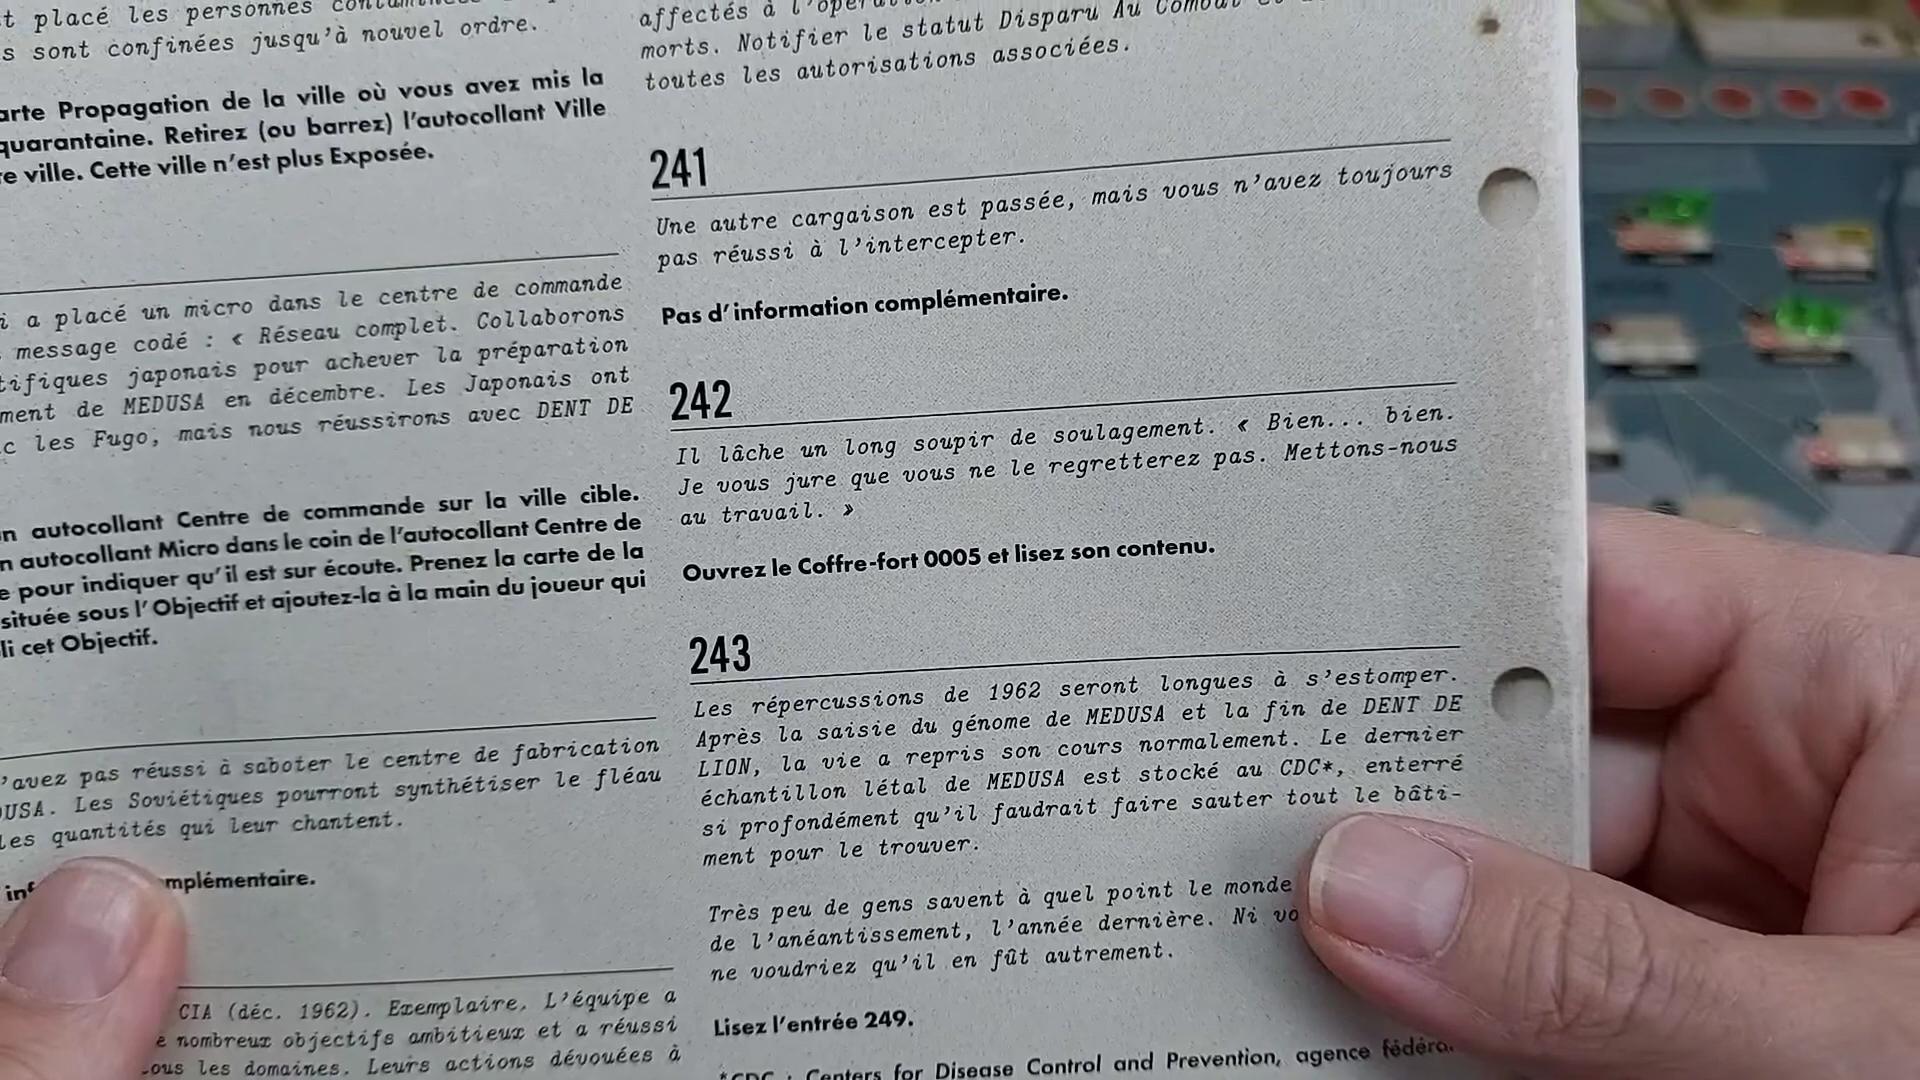 placé les personnes
sont confinées jusqu'à nouvel ordre.
Propagation de la ville où vous avez mis la
quarantaine. Retirez (ou barrez) l'autocollant Ville
ville. Cette ville n'est plus Exposée.
a placé un micro dans le centre de commande
message codé : « Réseau complet. Collaborons
japonais pour achever la préparation
de MEDUSA en décembre. Les Japonais ont
les Fugo, mais nous réussirons avec DENT DE
autocollant Centre de commande sur la ville cible.
autocollant Micro dans le coin de l'autocollant Centre de
pour indiquer qu'il est sur écoute. Prenez la carte de la
située sous l'Objectif et ajoutez-la à la main du joueur qui
cet Objectif.
'avez pas réussi à saboter le centre de fabrication
Les Soviétiques pourront synthétiser le fléau
les quantités qui leur chantent.
CIA (déc. 1962). Exemplaire. L'équipe a
nombreux objectifs ambitieux et a réussi
les domaines. Leurs actions dévouées à
affectés à
morts. Notifier le statut Disparu Au Combat
toutes les autorisations associées.
241
Une autre cargaison est passée, mais vous n'avez toujours
pas réussi à l'intercepter.
Pas d'information complémentaire.
242
Il lâche un long soupir de soulagement. « Bien... bien.
Je vous jure que vous ne le regretterez pas. Mettons-nous
au travail. »
Ouvrez le Coffre-fort 0005 et lisez son contenu.
243
Les répercussions de 1962 seront longues à s'estomper.
Après la saisie du génome de MEDUSA et la fin de DENT DE
LION, la vie a repris son cours normalement. Le dernier
échantillon létal de MEDUSA est stocké au CDC*, enterré
si profondément qu'il faudrait faire sauter tout le bâti-
ment pour le trouver.
Très peu de gens savent à quel point le monde
de l'anéantissement, l'année dernière. Ni
ne voudriez qu'il en fût autrement.
Lisez l'entrée 249.
*CDC : Centers for Disease Control and Prevention, agence